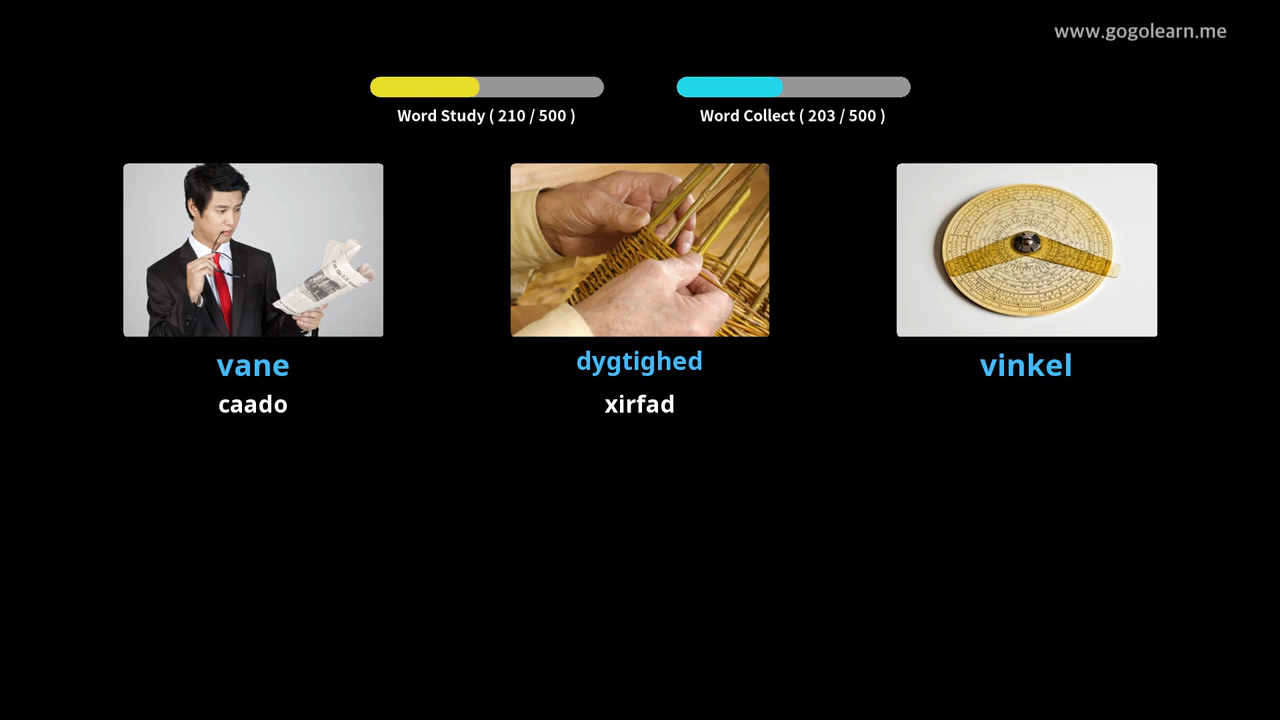 www.gogolearn.me
Word Study ( 210 / 500 )
Word Collect ( 203 / 500 )
vane
caado
dygtighed
xirfad
vinkel